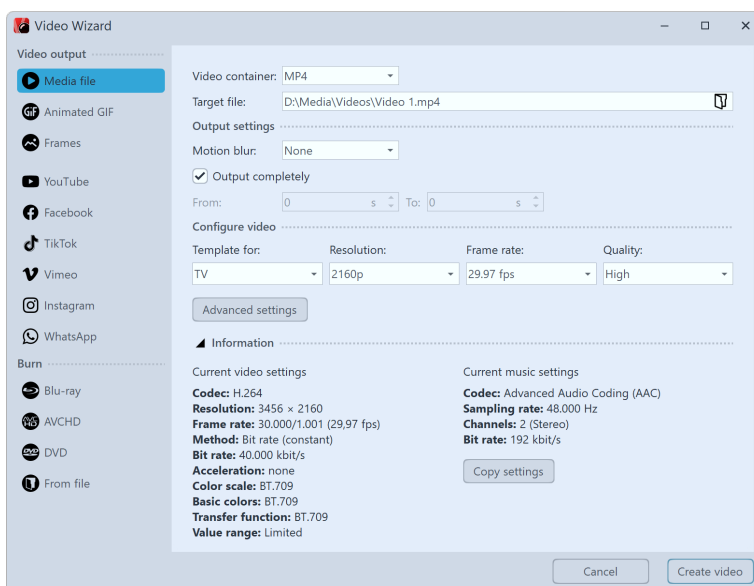 Video Wizard
Video output
Media file
Animated GIF
Frames
YouTube
Facebook
TikTok
Vimeo
Instagram
WhatsApp
Burn
Blu-ray
AVCHD
DVD
From file
Video container: MP4
Target file: D:\Media\Videos\Video 1.mp4
Output settings
Motion blur: None
Output completely
From: 0 s To: 0 s
Configure video
Template for: Resolution: Frame rate: Quality:
TV 2160p 29.97 fps High
Advanced settings
Information
Current video settings
Codec: H.264
Resolution: 3456 × 2160
Frame rate: 30.000/1.001 (29,97 fps)
Method: Bit rate (constant)
Bit rate: 40.000 kbit/s
Acceleration: none
Color scale: BT.709
Basic colors: BT.709
Transfer function: BT.709
Value range: Limited
Current music settings
Codec: Advanced Audio Coding (AAC)
Sampling rate: 48.000 Hz
Channels: 2 (Stereo)
Bit rate: 192 kbit/s
Copy settings
Cancel
Create video